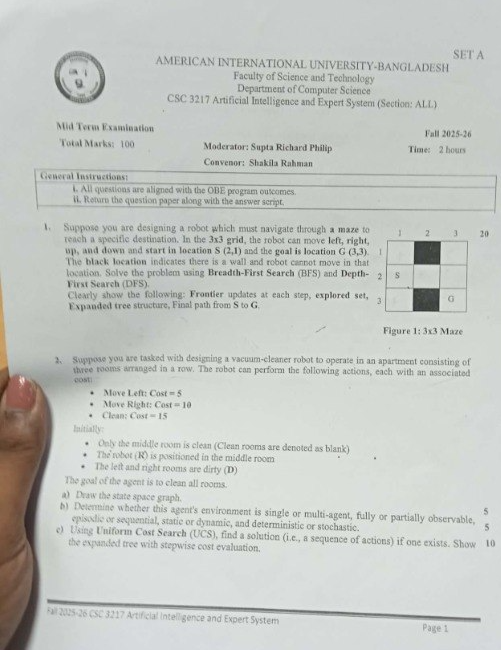 SET A
AMERICAN INTERNATIONAL UNIVERSITY-BANGLADESH
Faculty of Science and Technology
Department of Computer Science
CSC 3217 Artificial Intelligence and Expert System (Section: ALL)
Mid Term Examination
Fall 2025-26
Total Marks: 100
Moderator: Supta Richard Philip
Time: 2 hours
Convenor: Shakila Rahman
General Instructions:
i. All questions are aligned with the OBE program outcomes.
ii. Return the question paper along with the answer script.
1. Suppose you are designing a robot which must navigate through a maze to
reach a specific destination. In the 3x3 grid, the robot can move left, right,
up, and down and start in location S (2,1) and the goal is location G (3,3).
The black location indicates there is a wall and robot cannot move in that
location. Solve the problem using Breadth-First Search (BFS) and Depth-
First Search (DFS).
Clearly show the following: Frontier updates at each step, explored set,
Expanded tree structure, Final path from S to G.
20
1 2 3
1
2 S
3 G
Figure 1: 3x3 Maze
2. Suppose you are tasked with designing a vacuum-cleaner robot to operate in an apartment consisting of
three rooms arranged in a row. The robot can perform the following actions, each with an associated
cost:
• Move Left: Cost = 5
• Move Right: Cost = 10
• Clean: Cost = 15
Initially:
• Only the middle room is clean (Clean rooms are denoted as blank)
• The robot (R) is positioned in the middle room
• The left and right rooms are dirty (D)
The goal of the agent is to clean all rooms.
a) Draw the state space graph. 5
b) Determine whether this agent's environment is single or multi-agent, fully or partially observable, 5
episodic or sequential, static or dynamic, and deterministic or stochastic.
c) Using Uniform Cost Search (UCS), find a solution (i.e., a sequence of actions) if one exists. Show 10
the expanded tree with stepwise cost evaluation.
Fall 2025-26 CSC 3217 Artificial Intelligence and Expert System
Page 1